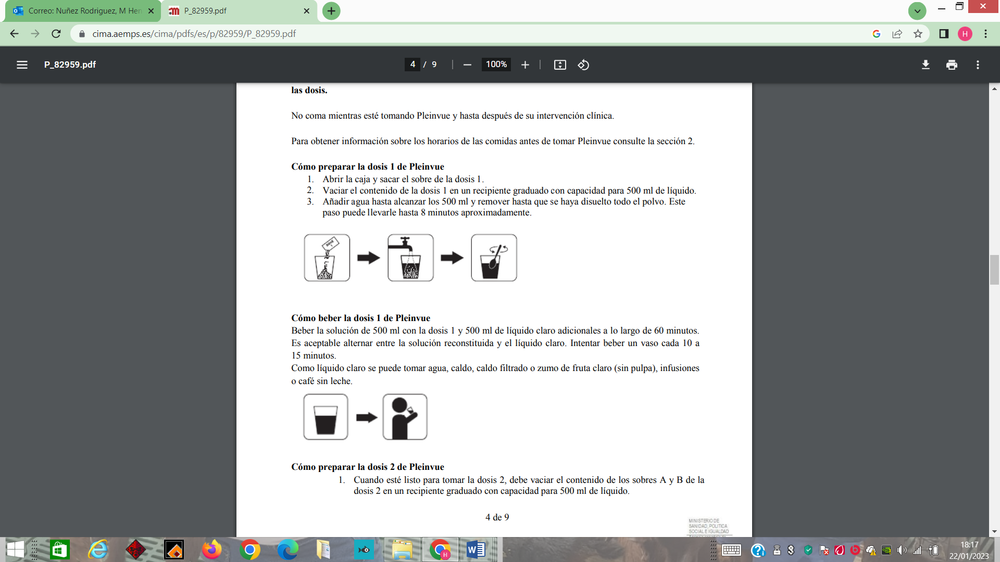 Correo: Nuñez Rodriguez, M Hen
P_82959.pdf
cima.aemps.es/cima/pdfs/es/p/82959/P_82959.pdf
H
P_82959.pdf
4 / 9
100%
las dosis.
No coma mientras esté tomando Pleinvue y hasta después de su intervención clínica.
Para obtener información sobre los horarios de las comidas antes de tomar Pleinvue consulte la sección 2.
Cómo preparar la dosis 1 de Pleinvue
1. Abrir la caja y sacar el sobre de la dosis 1.
2. Vaciar el contenido de la dosis 1 en un recipiente graduado con capacidad para 500 ml de líquido.
3. Añadir agua hasta alcanzar los 500 ml y remover hasta que se haya disuelto todo el polvo. Este
paso puede llevarle hasta 8 minutos aproximadamente.
DOSE
1
Cómo beber la dosis 1 de Pleinvue
Beber la solución de 500 ml con la dosis 1 y 500 ml de líquido claro adicionales a lo largo de 60 minutos.
Es aceptable alternar entre la solución reconstituida y el líquido claro. Intentar beber un vaso cada 10 a
15 minutos.
Como líquido claro se puede tomar agua, caldo, caldo filtrado o zumo de fruta claro (sin pulpa), infusiones
o café sin leche.
Cómo preparar la dosis 2 de Pleinvue
1. Cuando esté listo para tomar la dosis 2, debe vaciar el contenido de los sobres A y B de la
dosis 2 en un recipiente graduado con capacidad para 500 ml de líquido.
4 de 9
MINISTERIO DE
SANIDAD, POLITICA
SOCIAL E IGUALDAD
18:17
22/01/2023